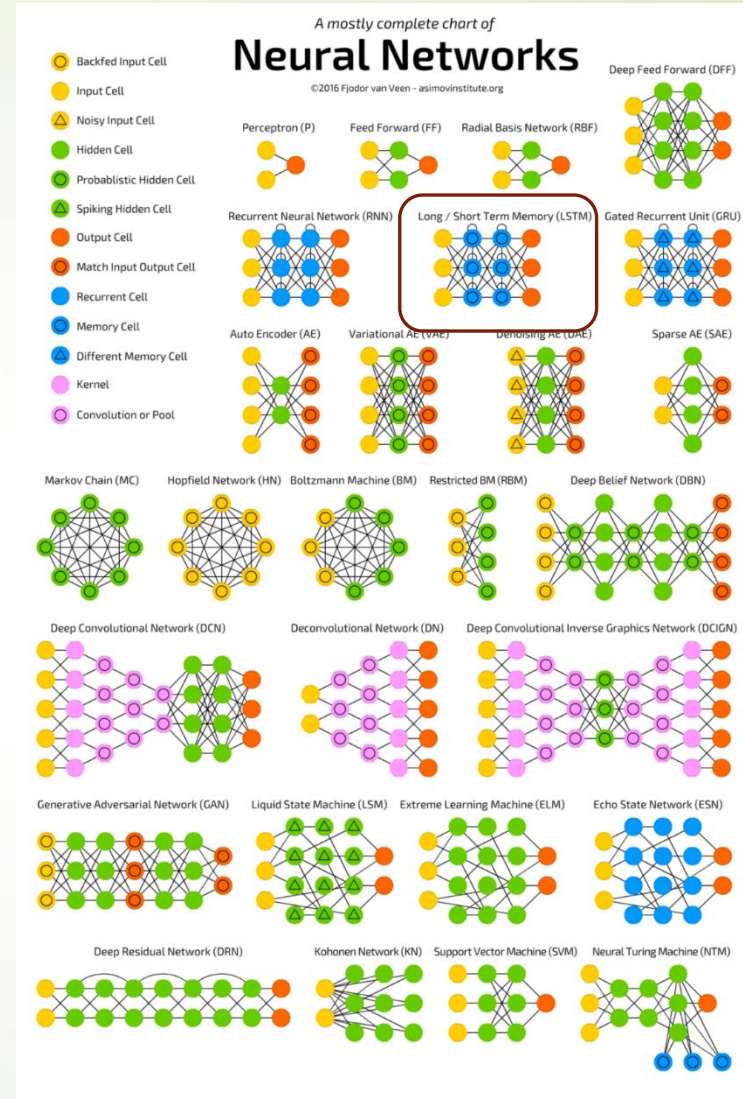 A mostly complete chart of
Neural Networks
©2016 Fjodor van Veen - asimovinstitute.org
Backfed Input Cell
Input Cell
Noisy Input Cell
Hidden Cell
Probablistic Hidden Cell
Spiking Hidden Cell
Output Cell
Match Input Output Cell
Recurrent Cell
Memory Cell
Different Memory Cell
Kernel
Convolution or Pool
Deep Feed Forward (DFF)
Perceptron (P)
Feed Forward (FF)
Radial Basis Network (RBF)
Recurrent Neural Network (RNN)
Long / Short Term Memory (LSTM)
Gated Recurrent Unit (GRU)
Auto Encoder (AE)
Variational AE (VAE)
Denoising AE (DAE)
Sparse AE (SAE)
Markov Chain (MC)
Hopfield Network (HN)
Boltzmann Machine (BM)
Restricted BM (RBM)
Deep Belief Network (DBN)
Deep Convolutional Network (DCN)
Deconvolutional Network (DN)
Deep Convolutional Inverse Graphics Network (DCIGN)
Generative Adversarial Network (GAN)
Liquid State Machine (LSM)
Extreme Learning Machine (ELM)
Echo State Network (ESN)
Deep Residual Network (DRN)
Kohonen Network (KN)
Support Vector Machine (SVM)
Neural Turing Machine (NTM)